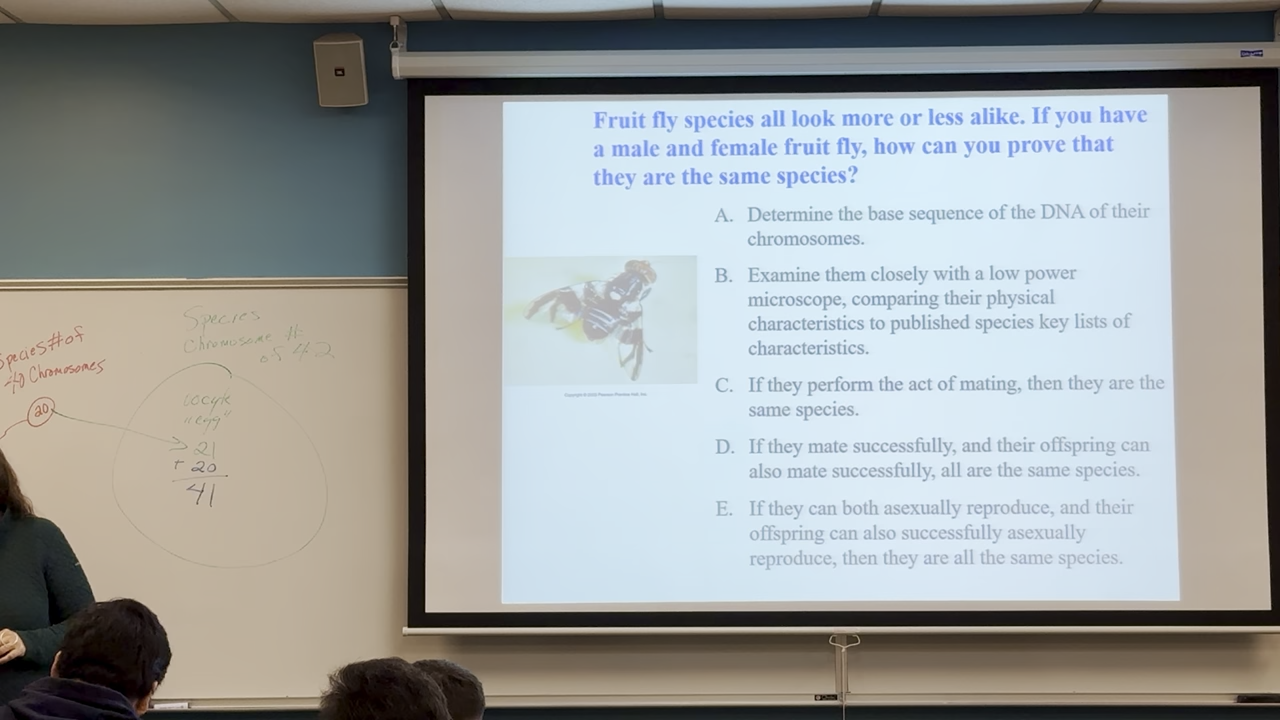 Fruit fly species all look more or less alike. If you have
a male and female fruit fly, how can you prove that
they are the same species?
A. Determine the base sequence of the DNA of their
chromosomes.
B. Examine them closely with a low power
microscope, comparing their physical
characteristics to published species key lists of
characteristics.
C. If they perform the act of mating, then they are the
same species.
D. If they mate successfully, and their offspring can
also mate successfully, all are the same species.
E. If they can both asexually reproduce, and their
offspring can also successfully asexually
reproduce, then they are all the same species.
Species # of
40 Chromosomes
20
Species
Chromosome #
of 42
oocyte
"egg"
21
+ 20
41